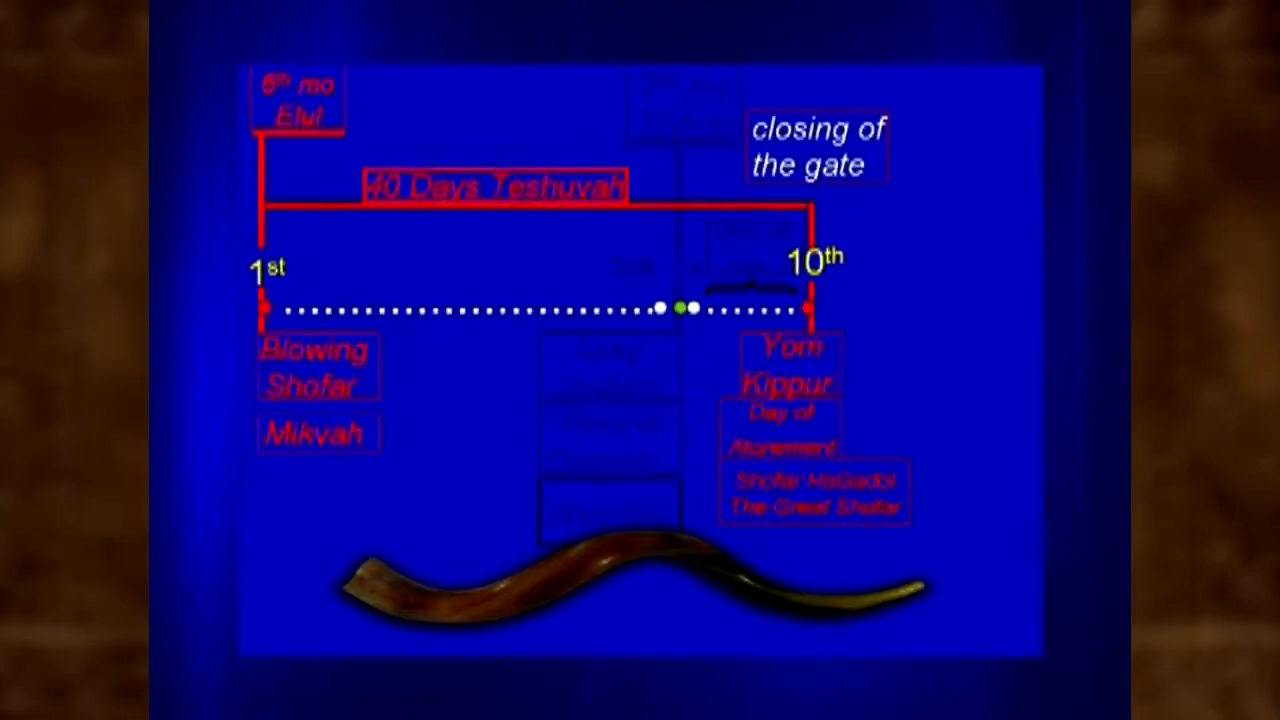 6th mo
Elul
closing of
the gate
40 Days Teshuvah
1st
10th
Blowing
Shofar
Mikvah
Yom
Kippur
Day of
Atonement
Shofar HaGadol
The Great Shofar